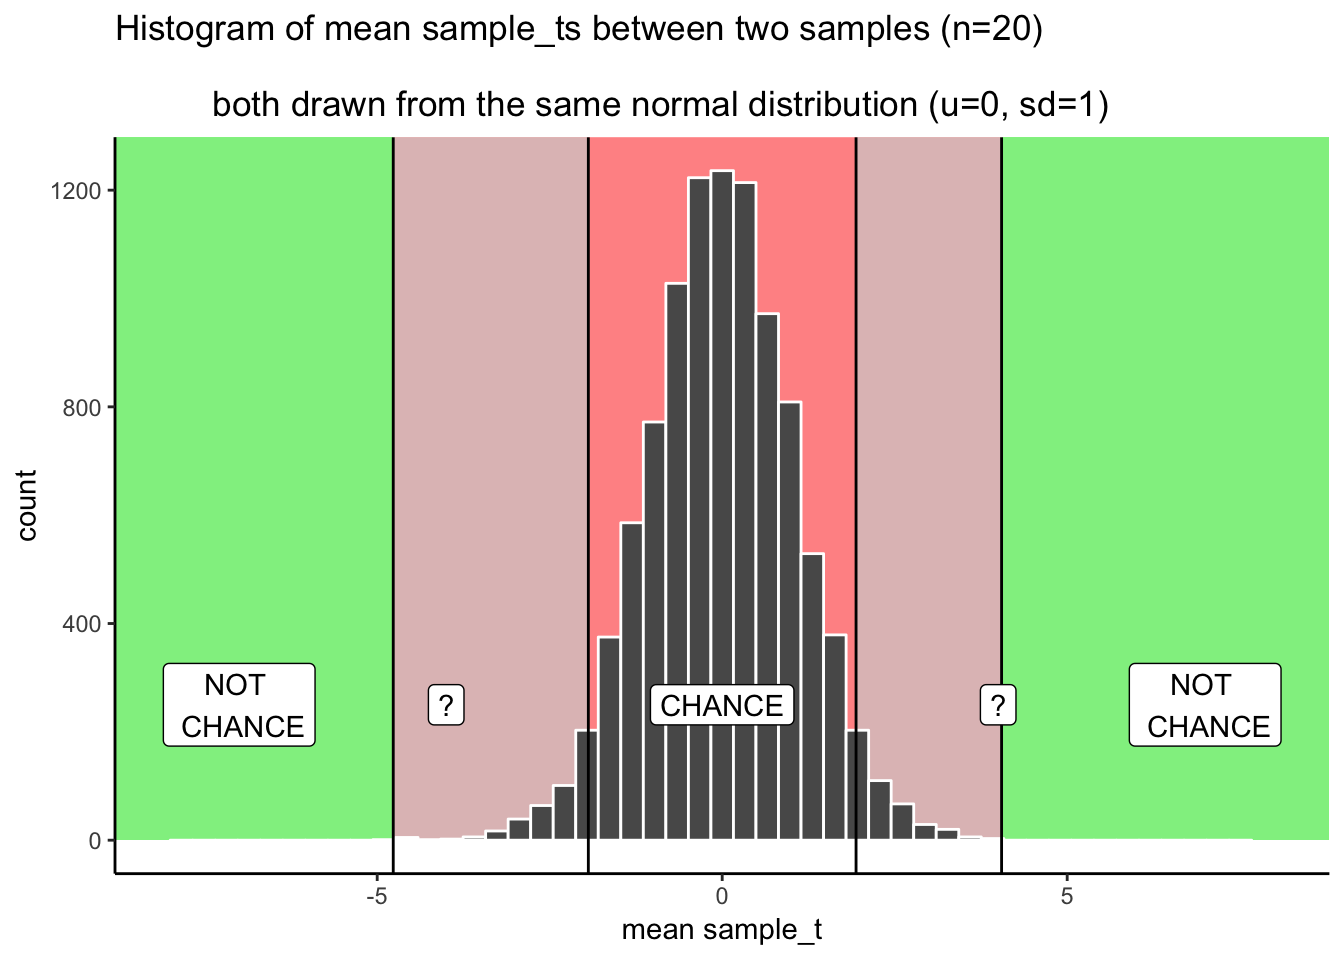 Histogram of mean sample_ts between two samples (n=20)
both drawn from the same normal distribution (u=0, sd=1)
count
1200
800
400
0
NOT
CHANCE
?
CHANCE
?
NOT
CHANCE
-5
0
5
mean sample_t